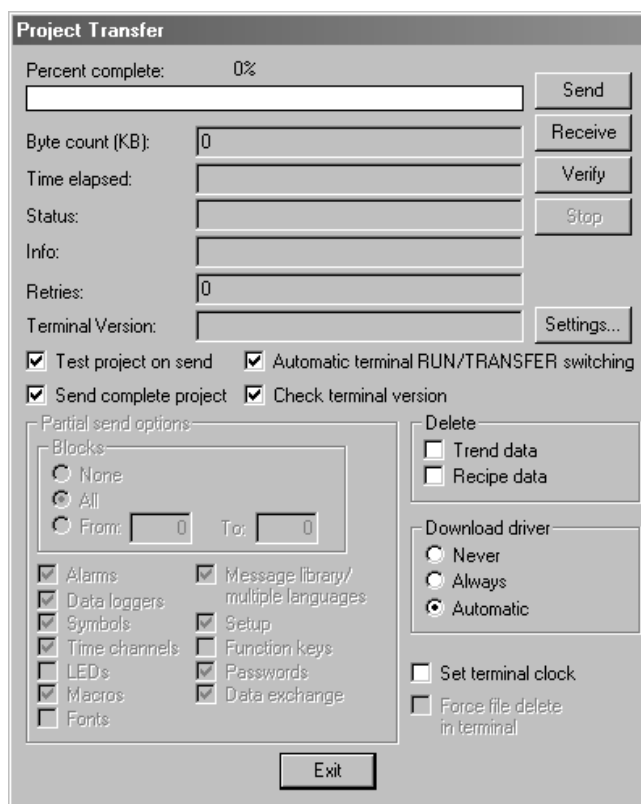 Project Transfer
Percent complete: 0%
Send
Byte count (KB): 0
Receive
Time elapsed:
Verify
Status:
Stop
Info:
Retries: 0
Terminal Version:
Settings...
Test project on send
Automatic terminal RUN/TRANSFER switching
Send complete project
Check terminal version
Partial send options
Blocks
None
All
From: 0 To: 0
Alarms
Data loggers
Symbols
Time channels
LEDs
Macros
Fonts
Message library/
multiple languages
Setup
Function keys
Passwords
Data exchange
Delete
Trend data
Recipe data
Download driver
Never
Always
Automatic
Set terminal clock
Force file delete
in terminal
Exit